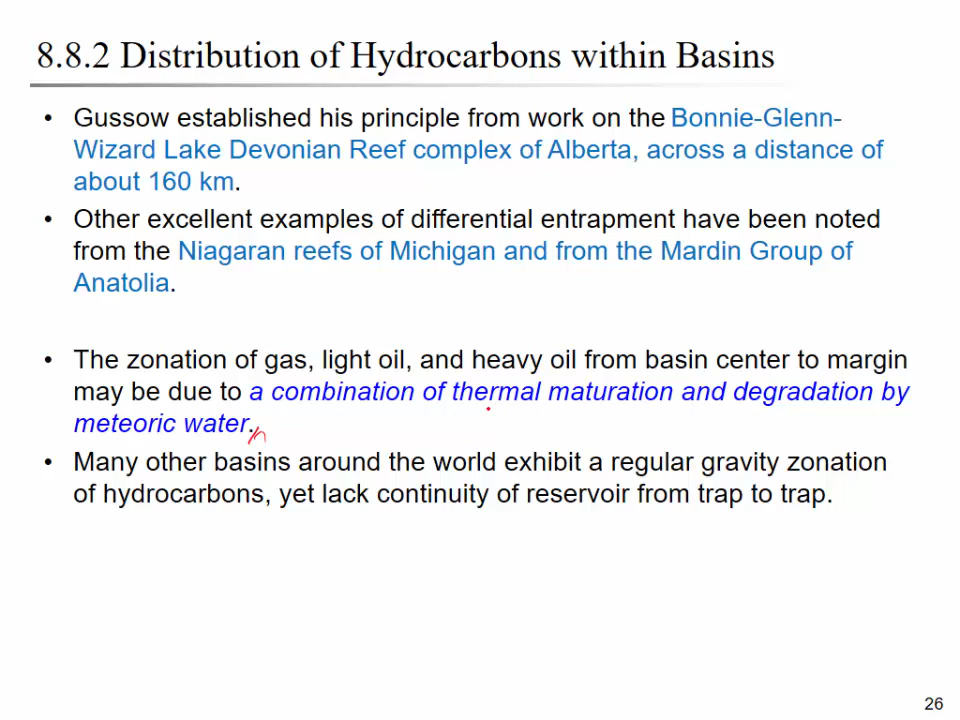 8.8.2 Distribution of Hydrocarbons within Basins
• Gussow established his principle from work on the Bonnie-Glenn-
Wizard Lake Devonian Reef complex of Alberta, across a distance of
about 160 km.
• Other excellent examples of differential entrapment have been noted
from the Niagaran reefs of Michigan and from the Mardin Group of
Anatolia.
• The zonation of gas, light oil, and heavy oil from basin center to margin
may be due to a combination of thermal maturation and degradation by
meteoric water.
• Many other basins around the world exhibit a regular gravity zonation
of hydrocarbons, yet lack continuity of reservoir from trap to trap.
26